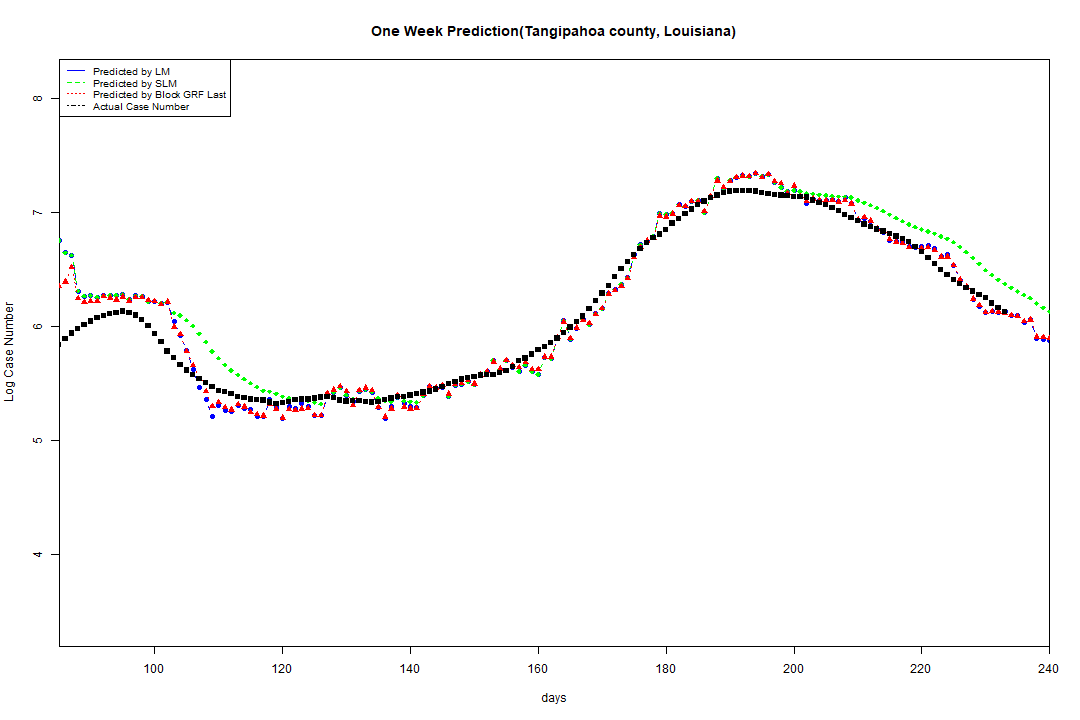 One Week Prediction(Tangipahoa county, Louisiana)
Predicted by LM
Predicted by SLM
Predicted by Block GRF Last
Actual Case Number
Log Case Number
8
7
6
5
4
100 120 140 160 180 200 220 240
days